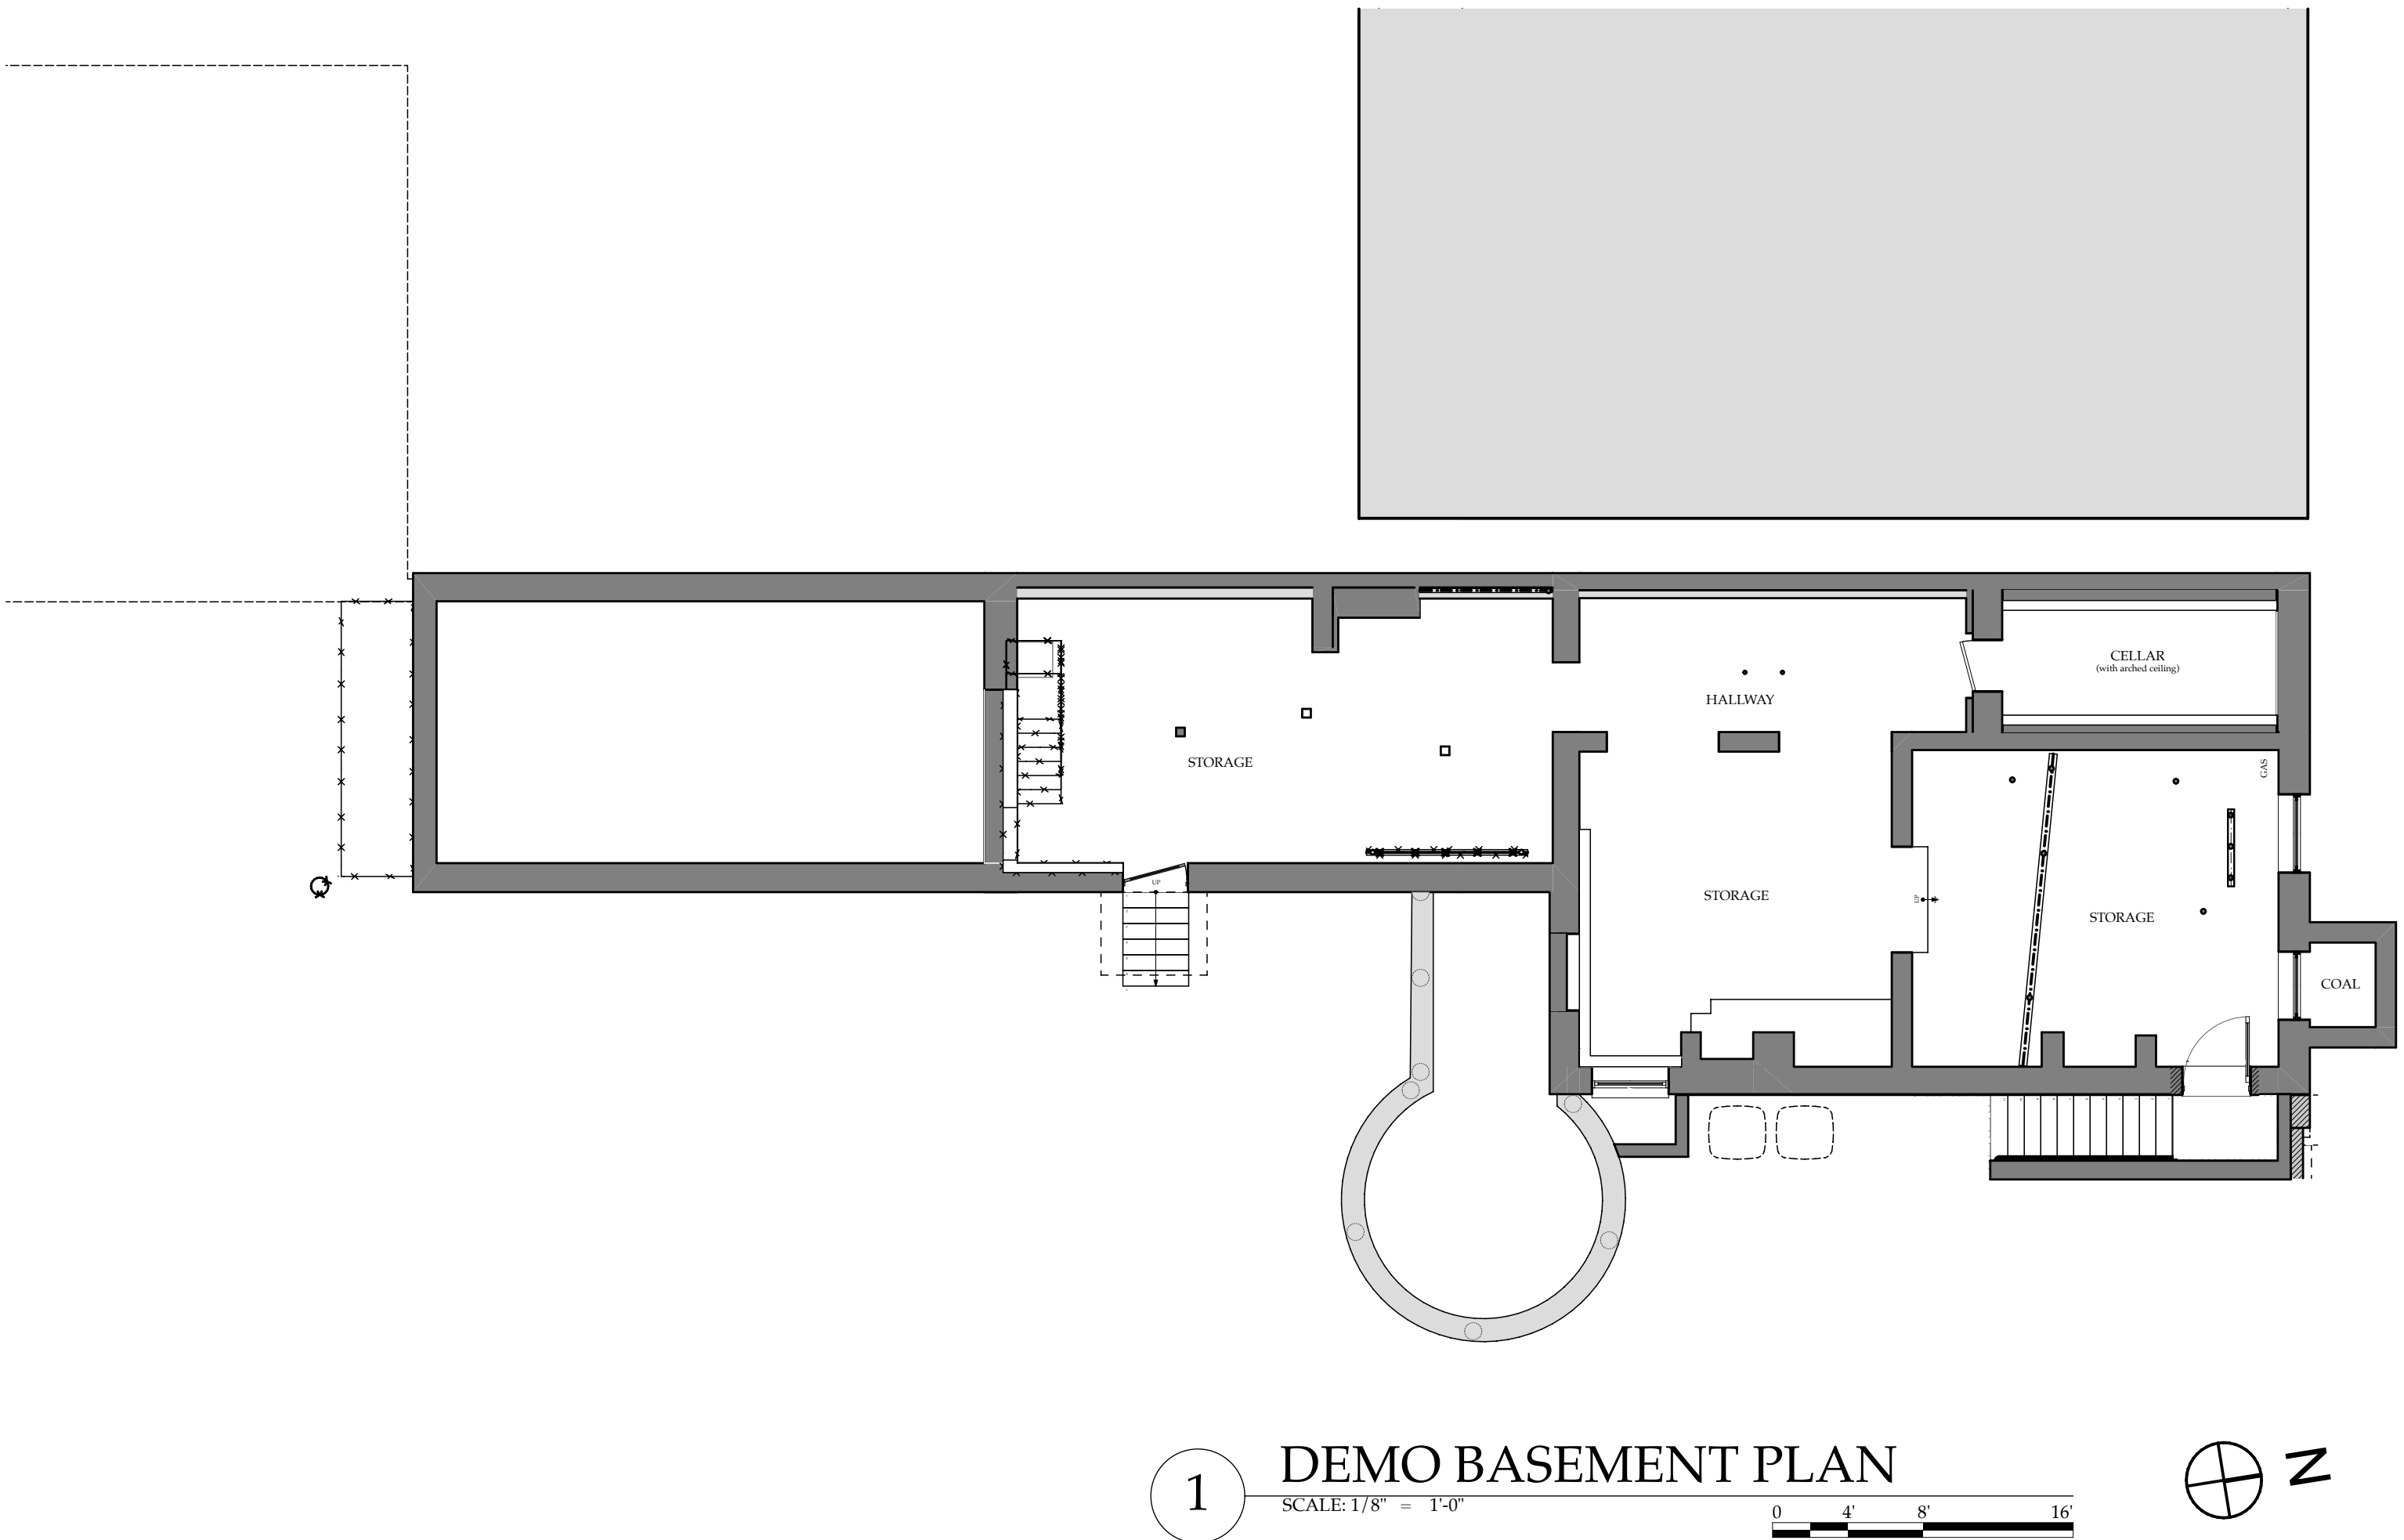 CELLAR
(with arched ceiling)
HALLWAY
STORAGE
GAS
UP
STORAGE
UP
STORAGE
COAL
1
DEMO BASEMENT PLAN
SCALE: 1/8" = 1'-0"
0 4' 8' 16'
N